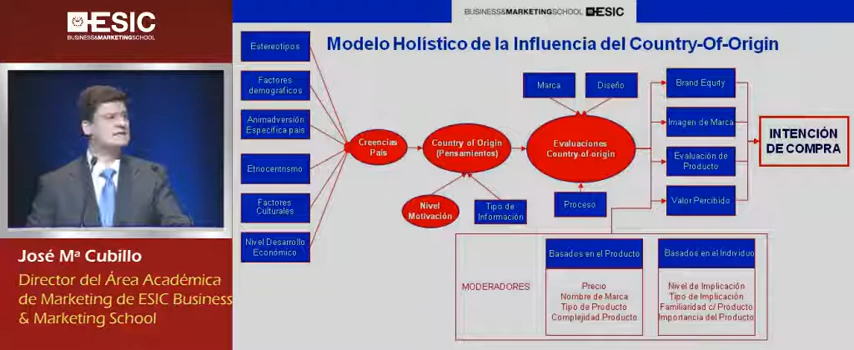 ESIC
BUSINESS&MARKETINGSCHOOL
José Mª Cubillo
Director del Área Académica
de Marketing de ESIC Business
& Marketing School
BUSINESS&MARKETINGSCHOOL ESIC
Modelo Holístico de la Influencia del Country-Of-Origin
Estereotipos
Factores
demográficos
Animadversión
Específica país
Etnocentrismo
Factores
Culturales
Nivel Desarrollo
Económico
Creencias
País
Country of Origin
(Pensamientos)
Nivel
Motivación
Tipo de
Información
Marca
Diseño
Evaluaciones
Country-of-origin
Proceso
Brand Equity
Imagen de Marca
Evaluación de
Producto
Valor Percibido
INTENCIÓN
DE COMPRA
MODERADORES
Basados en el Producto
Precio
Nombre de Marca
Tipo de Producto
Complejidad Producto
Basados en el Individuo
Nivel de Implicación
Tipo de Implicación
Familiaridad c/ Producto
Importancia del Producto